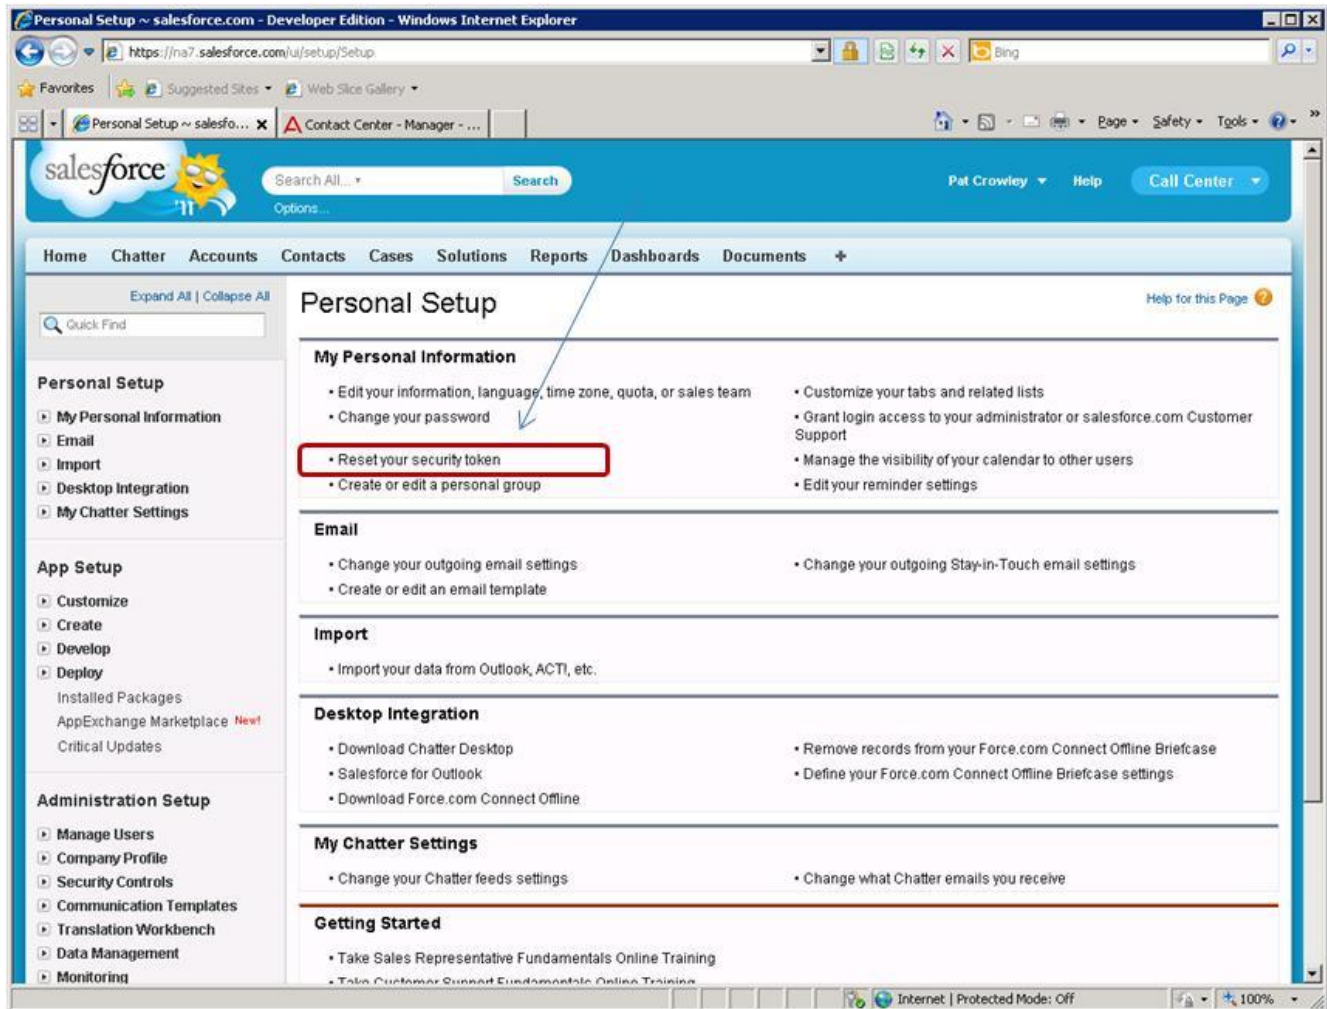 Personal Setup ~ salesforce.com - Developer Edition - Windows Internet Explorer
https://na7.salesforce.com/ui/setup/Setup
Bing
Favorites
Suggested Sites
Web Slice Gallery
Personal Setup ~ salesfo...
Contact Center - Manager - ...
Page
Safety
Tools
salesforce
'11
Search All...
Search
Options...
Pat Crowley
Help
Call Center
Home Chatter Accounts Contacts Cases Solutions Reports Dashboards Documents +
Expand All | Collapse All
Quick Find
Personal Setup
My Personal Information
Email
Import
Desktop Integration
My Chatter Settings
App Setup
Customize
Create
Develop
Deploy
Installed Packages
AppExchange Marketplace New!
Critical Updates
Administration Setup
Manage Users
Company Profile
Security Controls
Communication Templates
Translation Workbench
Data Management
Monitoring
Personal Setup
Help for this Page
My Personal Information
• Edit your information, language, time zone, quota, or sales team
• Change your password
• Reset your security token
• Create or edit a personal group
• Customize your tabs and related lists
• Grant login access to your administrator or salesforce.com Customer
Support
• Manage the visibility of your calendar to other users
• Edit your reminder settings
Email
• Change your outgoing email settings
• Create or edit an email template
• Change your outgoing Stay-in-Touch email settings
Import
• Import your data from Outlook, ACT!, etc.
Desktop Integration
• Download Chatter Desktop
• Salesforce for Outlook
• Download Force.com Connect Offline
• Remove records from your Force.com Connect Offline Briefcase
• Define your Force.com Connect Offline Briefcase settings
My Chatter Settings
• Change your Chatter feeds settings
• Change what Chatter emails you receive
Getting Started
• Take Sales Representative Fundamentals Online Training
• Take Customer Support Fundamentals Online Training
Internet | Protected Mode: Off
100%